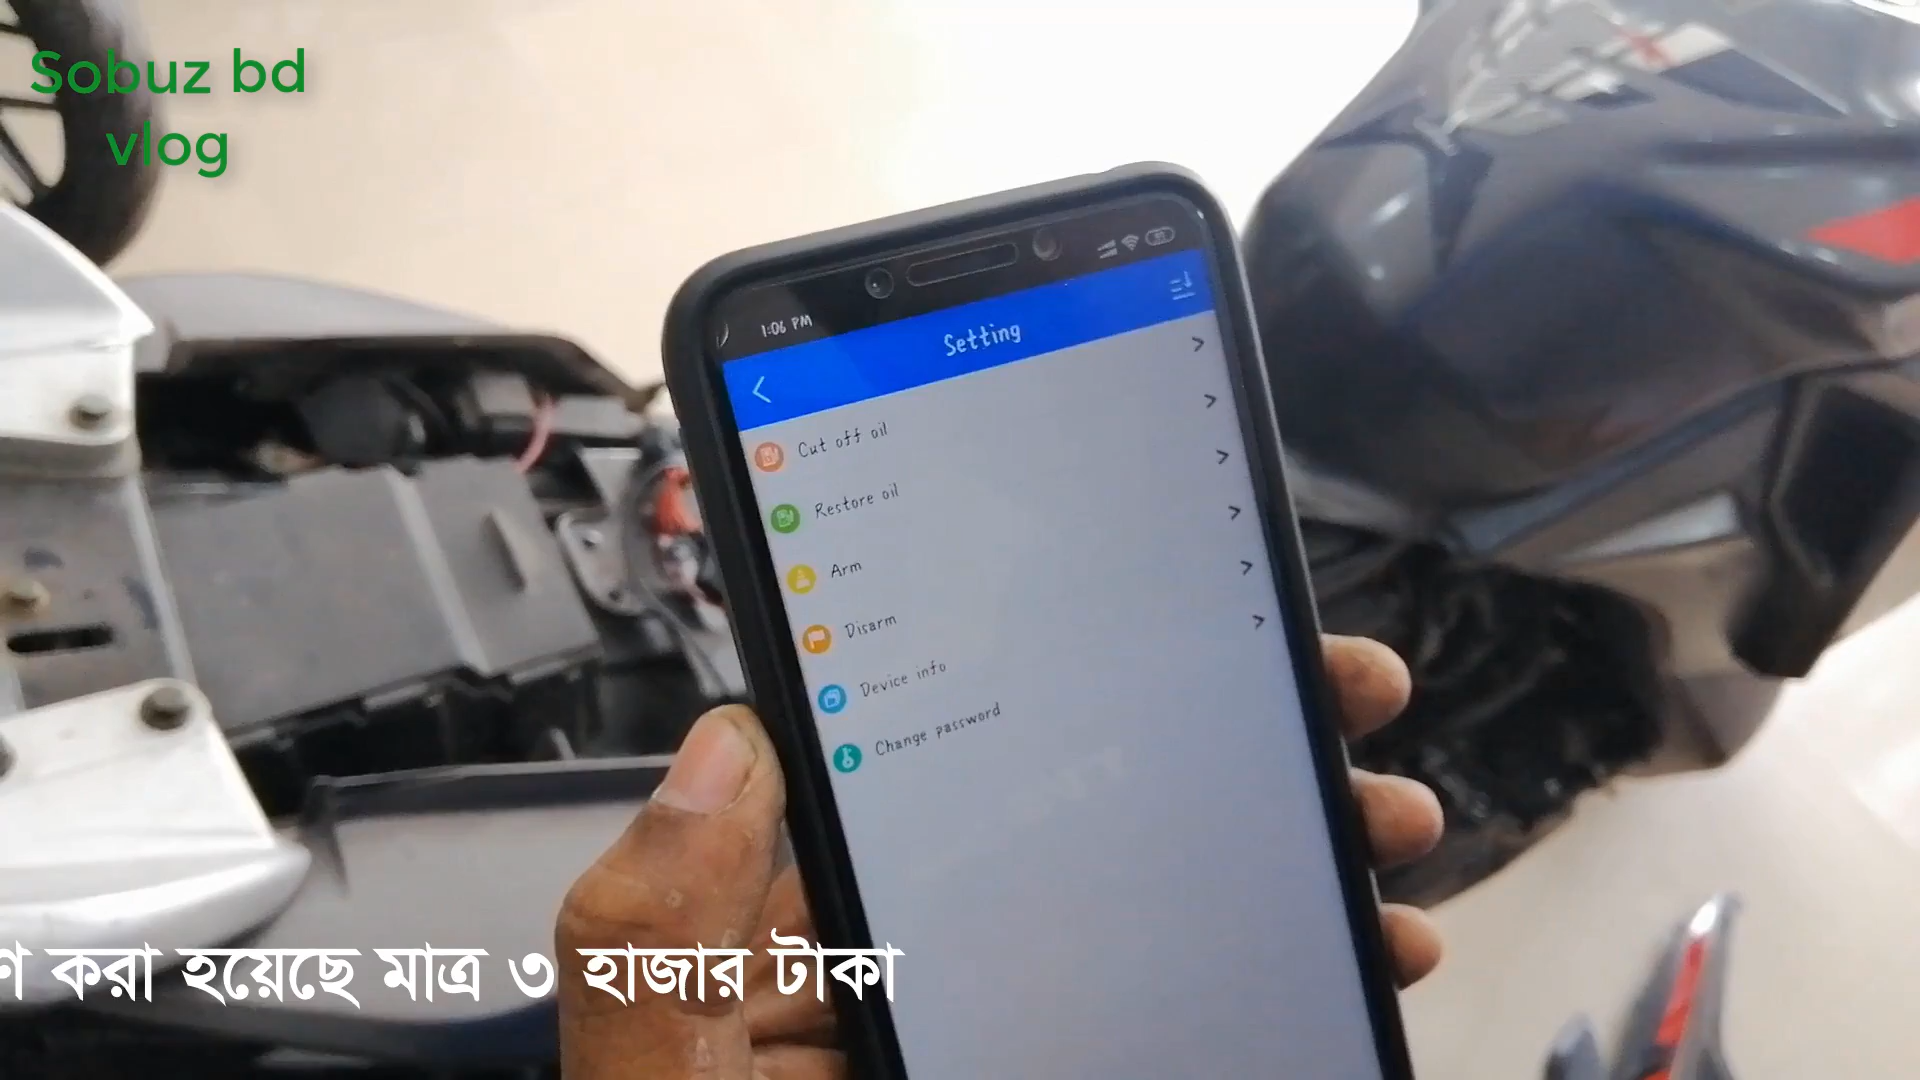 Sobuz bd
vlog
1:06 PM
Setting
Cut off oil
Restore oil
Arm
Disarm
Device info
Change password
করা হয়েছে মাত্র ৩ হাজার টাকা